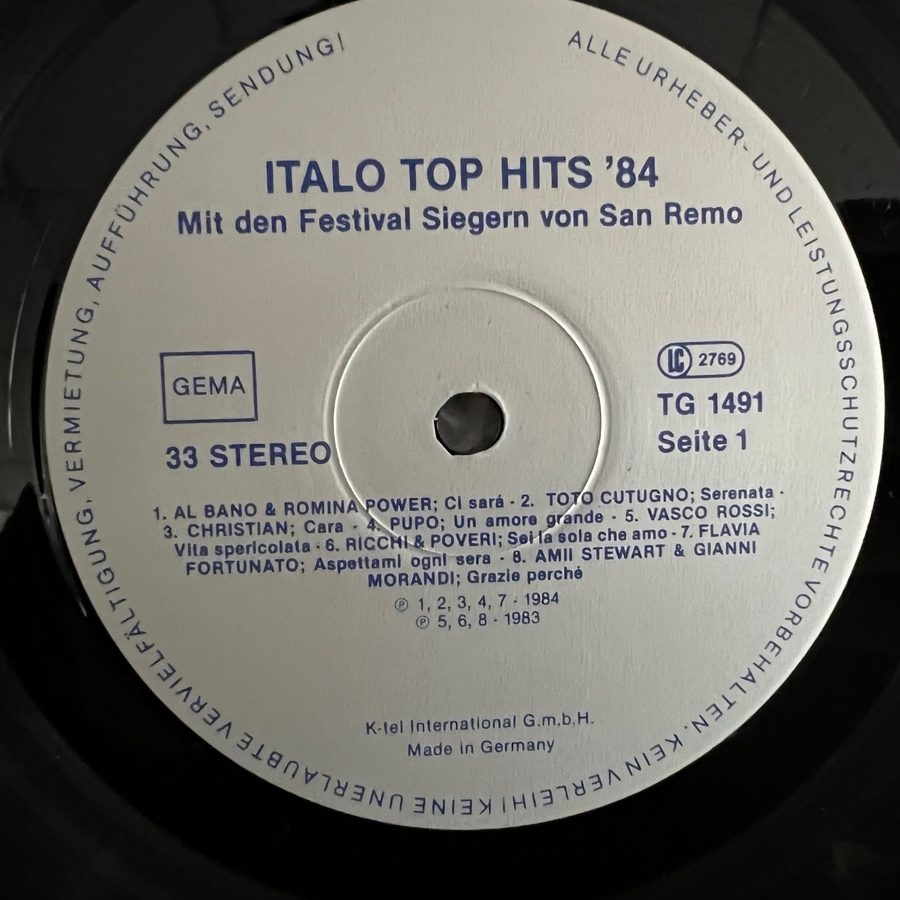 ALLE URHEBER- UND LEISTUNGSSCHUTZRECHTE VORBEHALTEN. KEIN VERLEIH! KEINE UNERLAUBTE VERVIELFÄLTIGUNG, VERMIETUNG, AUFFÜHRUNG, SENDUNG!
ITALO TOP HITS '84
Mit den Festival Siegern von San Remo
GEMA
LC 2769
TG 1491
33 STEREO
Seite 1
1. AL BANO & ROMINA POWER; Ci sará · 2. TOTO CUTUGNO; Serenata ·
3. CHRISTIAN; Cara · 4. PUPO; Un amore grande · 5. VASCO ROSSI;
Vita spericolata · 6. RICCHI & POVERI; Sei la sola che amo · 7. FLAVIA
FORTUNATO; Aspettami ogni sera · 8. AMII STEWART & GIANNI
MORANDI; Grazie perché
℗ 1, 2, 3, 4, 7 · 1984
℗ 5, 6, 8 · 1983
K-tel International G.m.b.H.
Made in Germany